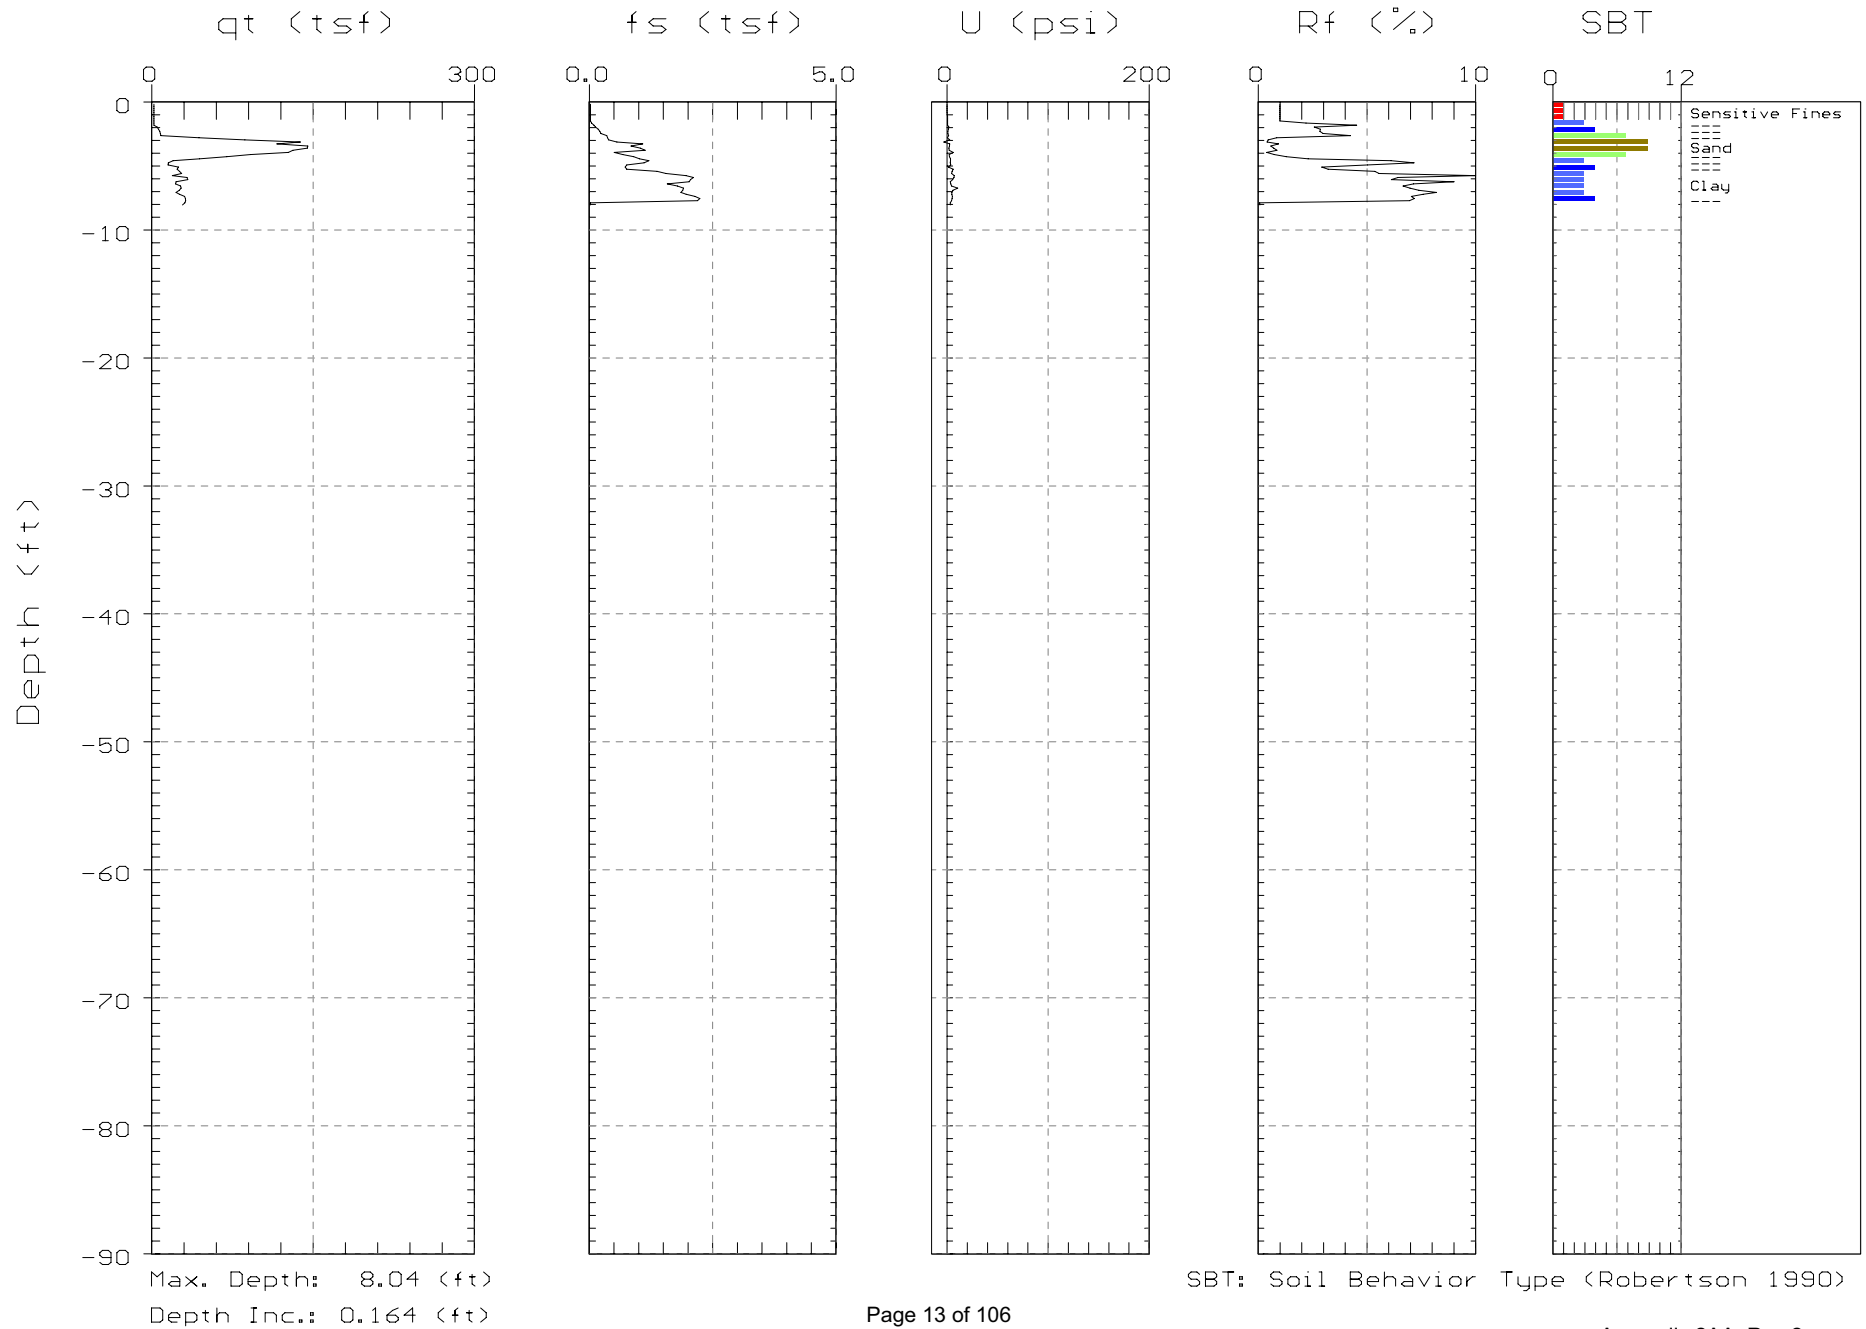 qt (tsf) fs (tsf) U (psi) Rf (%) SBT
0 300 0.0 5.0 0 200 0 10 0 12
0
-10
-20
-30
-40
-50
-60
-70
-80
-90
Depth (ft)
Sensitive Fines
---
---
Sand
---
---
---
Clay
---
Max. Depth: 8.04 (ft)
Depth Inc.: 0.164 (ft)
SBT: Soil Behavior Type (Robertson 1990)
Page 13 of 106